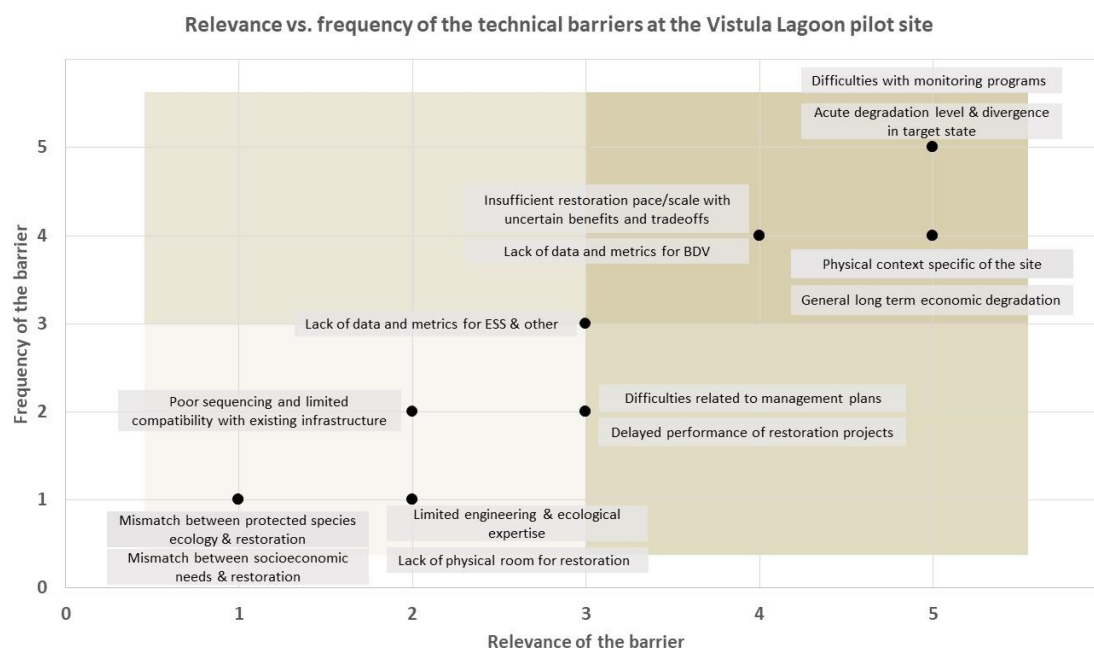 Relevance vs. frequency of the technical barriers at the Vistula Lagoon pilot site
Difficulties with monitoring programs
Acute degradation level & divergence
in target state
5
Insufficient restoration pace/scale with
uncertain benefits and tradeoffs
Lack of data and metrics for BDV
4
Physical context specific of the site
General long term economic degradation
Lack of data and metrics for ESS & other
3
Poor sequencing and limited
compatibility with existing infrastructure
2
Difficulties related to management plans
Delayed performance of restoration projects
1
Mismatch between protected species
ecology & restoration
Mismatch between socioeconomic
needs & restoration
Limited engineering & ecological
expertise
Lack of physical room for restoration
0
0 1 2 3 4 5
Relevance of the barrier
Frequency of the barrier